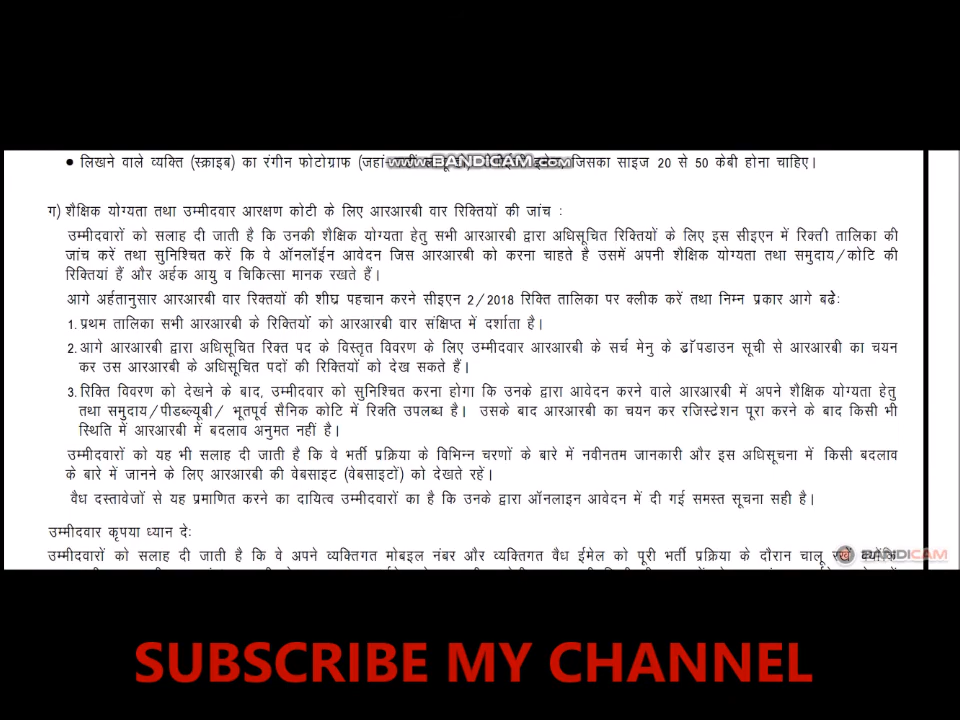 ● लिखने वाले व्यक्ति (स्क्राइब) का रंगीन फोटोग्राफ (जहां जिसका साइज 20 से 50 केबी होना चाहिए।
www.BANDICAM.com
ग) शैक्षिक योग्यता तथा उम्मीदवार आरक्षण कोटी के लिए आरआरबी वार रिक्तियों की जांच :
उम्मीदवारों को सलाह दी जाती है कि उनकी शैक्षिक योग्यता हेतु सभी आरआरबी द्वारा अधिसूचित रिक्तियों के लिए इस सीइएन में रिक्ती तालिका की
जांच करें तथा सुनिश्चित करें कि वे ऑनलॉईन आवेदन जिस आरआरबी को करना चाहते है उसमें अपनी शैक्षिक योग्यता तथा समुदाय/कोटि की
रिक्तियां हैं और अर्हक आयु व चिकित्सा मानक रखते हैं।
आगे अर्हतानुसार आरआरबी वार रिक्तयों की शीघ्र पहचान करने सीइएन 2/2018 रिक्ति तालिका पर क्लीक करें तथा निम्न प्रकार आगे बढेः
1. प्रथम तालिका सभी आरआरबी के रिक्तियों को आरआरबी वार संक्षिप्त में दर्शाता है।
2. आगे आरआरबी द्वारा अधिसूचित रिक्त पद के विस्तृत विवरण के लिए उम्मीदवार आरआरबी के सर्च मेनु के ड्रॉपडाउन सूची से आरआरबी का चयन
कर उस आरआरबी के अधिसूचित पदों की रिक्तियों को देख सकते हैं।
3. रिक्ति विवरण को देखने के बाद, उम्मीदवार को सुनिश्चित करना होगा कि उनके द्वारा आवेदन करने वाले आरआरबी में अपने शैक्षिक योग्यता हेतु
तथा समुदाय/पीडब्ल्यूबी/ भूतपूर्व सैनिक कोटि में रिक्ति उपलब्ध है। उसके बाद आरआरबी का चयन कर रजिस्ट्रेशन पूरा करने के बाद किसी भी
स्थिति में आरआरबी में बदलाव अनुमत नहीं है।
उम्मीदवारों को यह भी सलाह दी जाती है कि वे भर्ती प्रक्रिया के विभिन्न चरणों के बारे में नवीनतम जानकारी और इस अधिसूचना में किसी बदलाव
के बारे में जानने के लिए आरआरबी की वेबसाइट (वेबसाइटों) को देखते रहें।
वैध दस्तावेजों से यह प्रमाणित करने का दायित्व उम्मीदवारों का है कि उनके द्वारा ऑनलाइन आवेदन में दी गई समस्त सूचना सही है।
उम्मीदवार कृपया ध्यान देः
उम्मीदवारों को सलाह दी जाती है कि वे अपने व्यक्तिगत मोबाइल नंबर और व्यक्तिगत वैध ईमेल को पूरी भर्ती प्रक्रिया के दौरान चालू रखें
BANDICAM
SUBSCRIBE MY CHANNEL